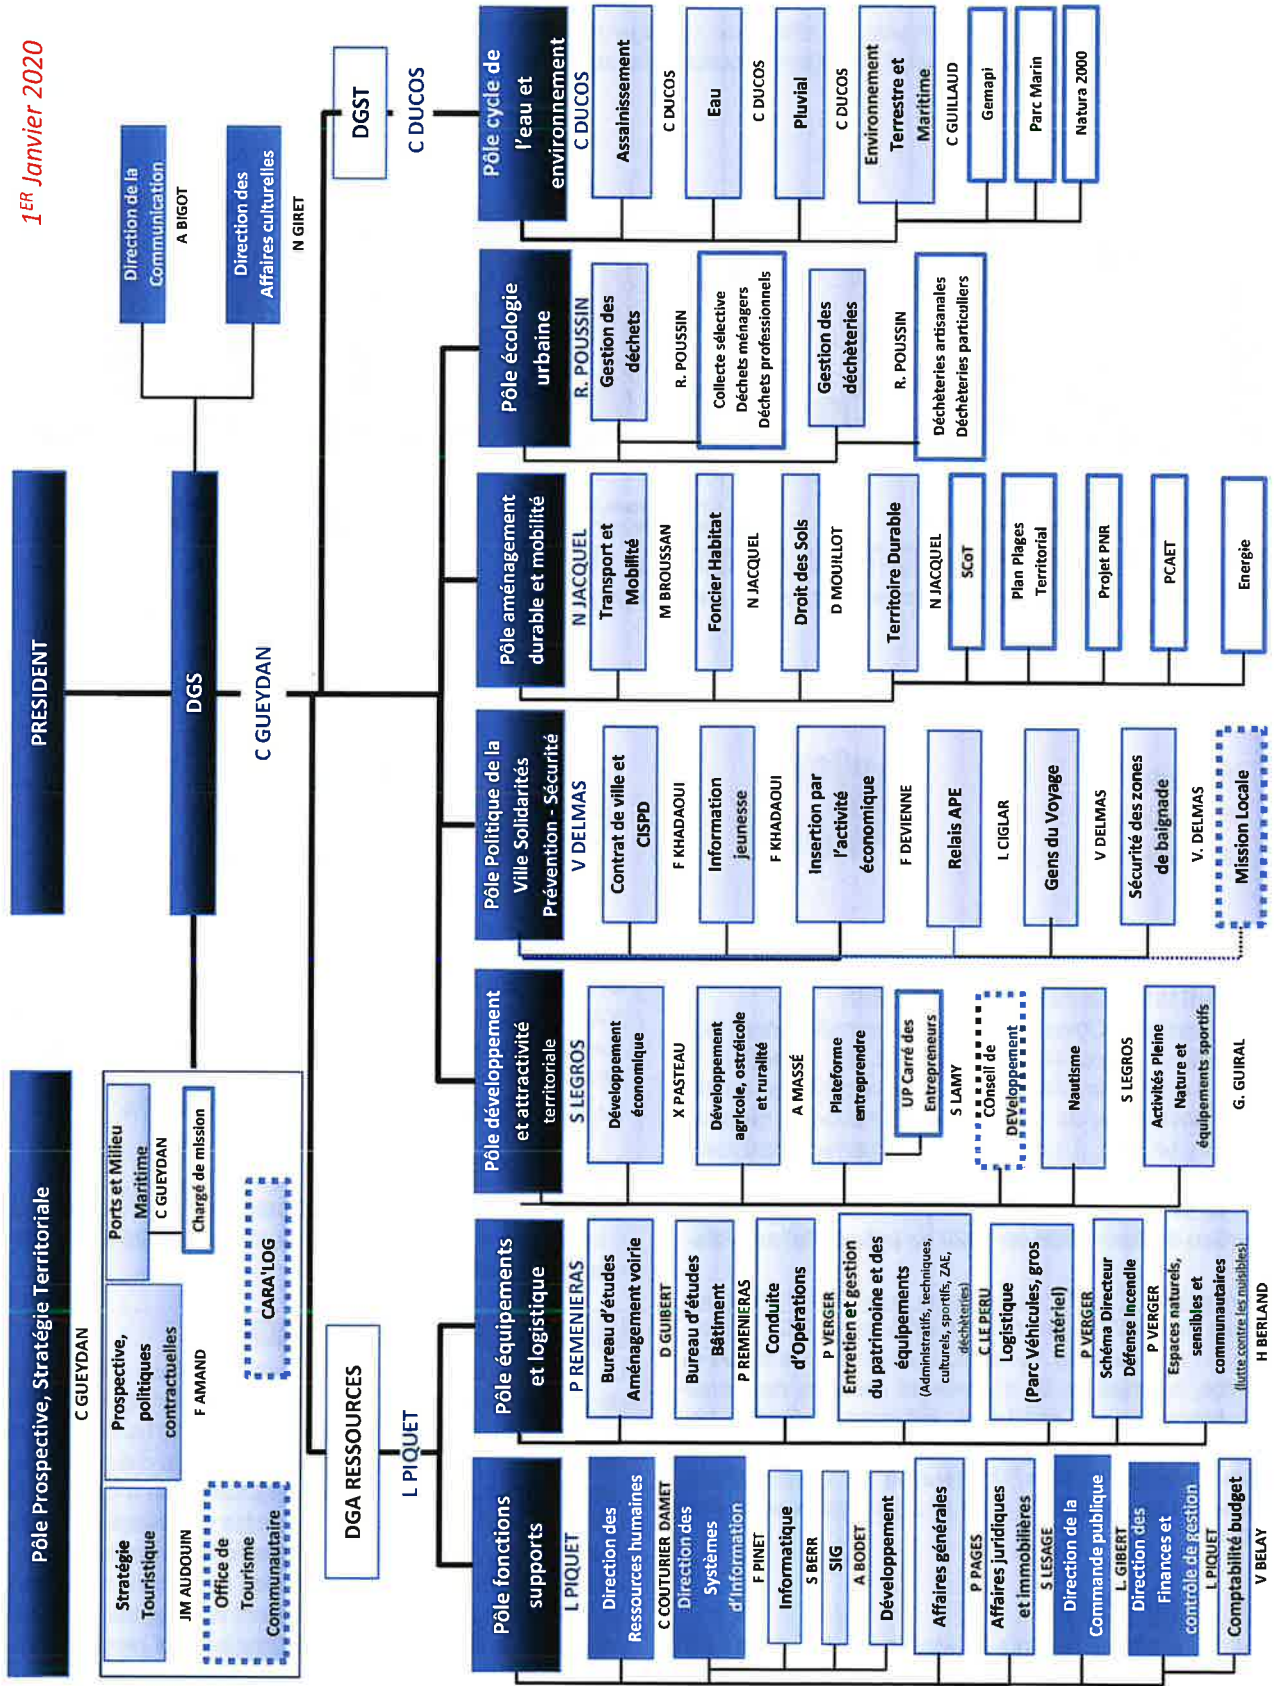 1ER Janvier 2020
PRESIDENT
DGS
C GUEYDAN
Direction de la
Communication
A BIGOT
Direction des
Affaires culturelles
N GIRET
Pôle Prospective, Stratégie Territoriale
C GUEYDAN
Stratégie
Touristique
JM AUDOUIN
Office de
Tourisme
Communautaire
Prospective,
politiques
contractuelles
F AMAND
Ports et Milieu
Maritime
C GUEYDAN
Chargé de mission
CARA'LOG
DGA RESSOURCES
L PIQUET
DGST
C DUCOS
Pôle fonctions
supports
L PIQUET
Direction des
Ressources humaines
C COUTURIER DAMET
Direction des
Systèmes
d'Information
F PINET
Informatique
S BERR
SIG
A BODET
Développement
Affaires générales
P PAGES
Affaires juridiques
et immobilières
S LESAGE
Direction de la
Commande publique
L. GIBERT
Direction des
Finances et
contrôle de gestion
L PIQUET
Comptabilité budget
V BELAY
Pôle équipements
et logistique
P REMENIERAS
Bureau d'études
Aménagement voirie
D GUIBERT
Bureau d'études
Bâtiment
P REMENIERAS
Conduite
d'Opérations
P VERGER
Entretien et gestion
du patrimoine et des
équipements
(Administratifs, techniques,
culturels, sportifs, ZAE,
déchèteries)
C LE PERU
Logistique
(Parc Véhicules, gros
matériel)
P VERGER
Schéma Directeur
Défense Incendie
P VERGER
Espaces naturels,
sensibles et
communautaires
(lutte contre les nuisibles)
H BERLAND
Pôle développement
et attractivité
territoriale
S LEGROS
Développement
économique
X PASTEAU
Développement
agricole, ostréicole
et ruralité
A MASSÉ
Plateforme
entreprendre
UP Carré des
Entrepreneurs
S LAMY
COnseil de
DEVeloppement
Nautisme
S LEGROS
Activités Pleine
Nature et
équipements sportifs
G. GUIRAL
Pôle Politique de la
Ville Solidarités
Prévention - Sécurité
V DELMAS
Contrat de ville et
CISPD
F KHADAOUI
Information
jeunesse
F KHADAOUI
Insertion par
l'activité
économique
F DEVIENNE
Relais APE
L CIGLAR
Gens du Voyage
V DELMAS
Sécurité des zones
de baignade
V. DELMAS
Mission Locale
Pôle aménagement
durable et mobilité
N JACQUEL
Transport et
Mobilité
M BROUSSAN
Foncier Habitat
N JACQUEL
Droit des Sols
D MOUILLOT
Territoire Durable
N JACQUEL
SCoT
Plan Plages
Territorial
Projet PNR
PCAET
Energie
Pôle écologie
urbaine
R. POUSSIN
Gestion des
déchets
R. POUSSIN
Collecte sélective
Déchets ménagers
Déchets professionnels
Gestion des
déchèteries
R. POUSSIN
Déchèteries artisanales
Déchèteries particuliers
Pôle cycle de
l'eau et
environnement
C DUCOS
Assainissement
C DUCOS
Eau
C DUCOS
Pluvial
C DUCOS
Environnement
Terrestre et
Maritime
C GUILLAUD
Gemapi
Parc Marin
Natura 2000